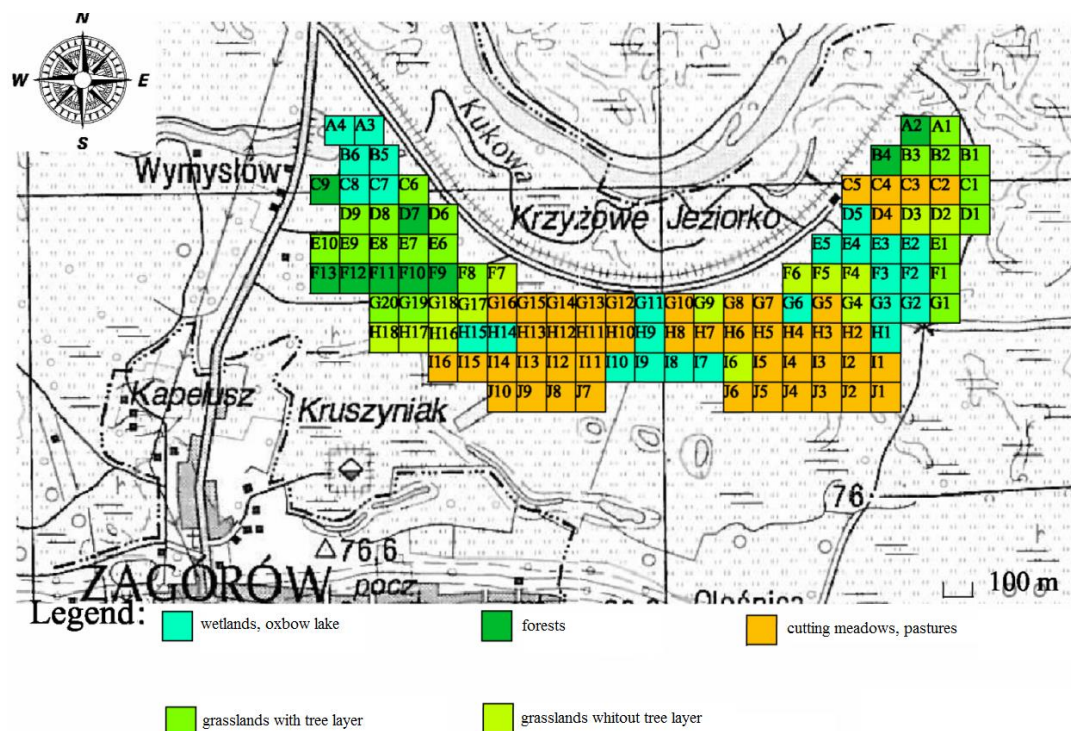 N
W E
S
A4 A3 A2 A1
B6 B5 B4 B3 B2 B1
Wymysłów
Kukowa
C9 C8 C7 C6 C5 C4 C3 C2 C1
Krzyżowe Jeziorko
D9 D8 D7 D6 D5 D4 D3 D2 D1
E10 E9 E8 E7 E6 E5 E4 E3 E2 E1
F13 F12 F11 F10 F9 F8 F7 F6 F5 F4 F3 F2 F1
G20 G19 G18 G17 G16 G15 G14 G13 G12 G11 G10 G9 G8 G7 G6 G5 G4 G3 G2 G1
H18 H17 H16 H15 H14 H13 H12 H11 H10 H9 H8 H7 H6 H5 H4 H3 H2 H1
I16 I15 I14 I13 I12 I11 I10 I9 I8 I7 I6 I5 I4 I3 I2 I1
Kapelusz
J10 J9 J8 J7 J6 J5 J4 J3 J2 J1
Kruszyniak
76
76,6
ZAGÓRÓW
pocz.
100 m
Legend:
wetlands, oxbow lake
forests
cutting meadows, pastures
grasslands with tree layer
grasslands whitout tree layer